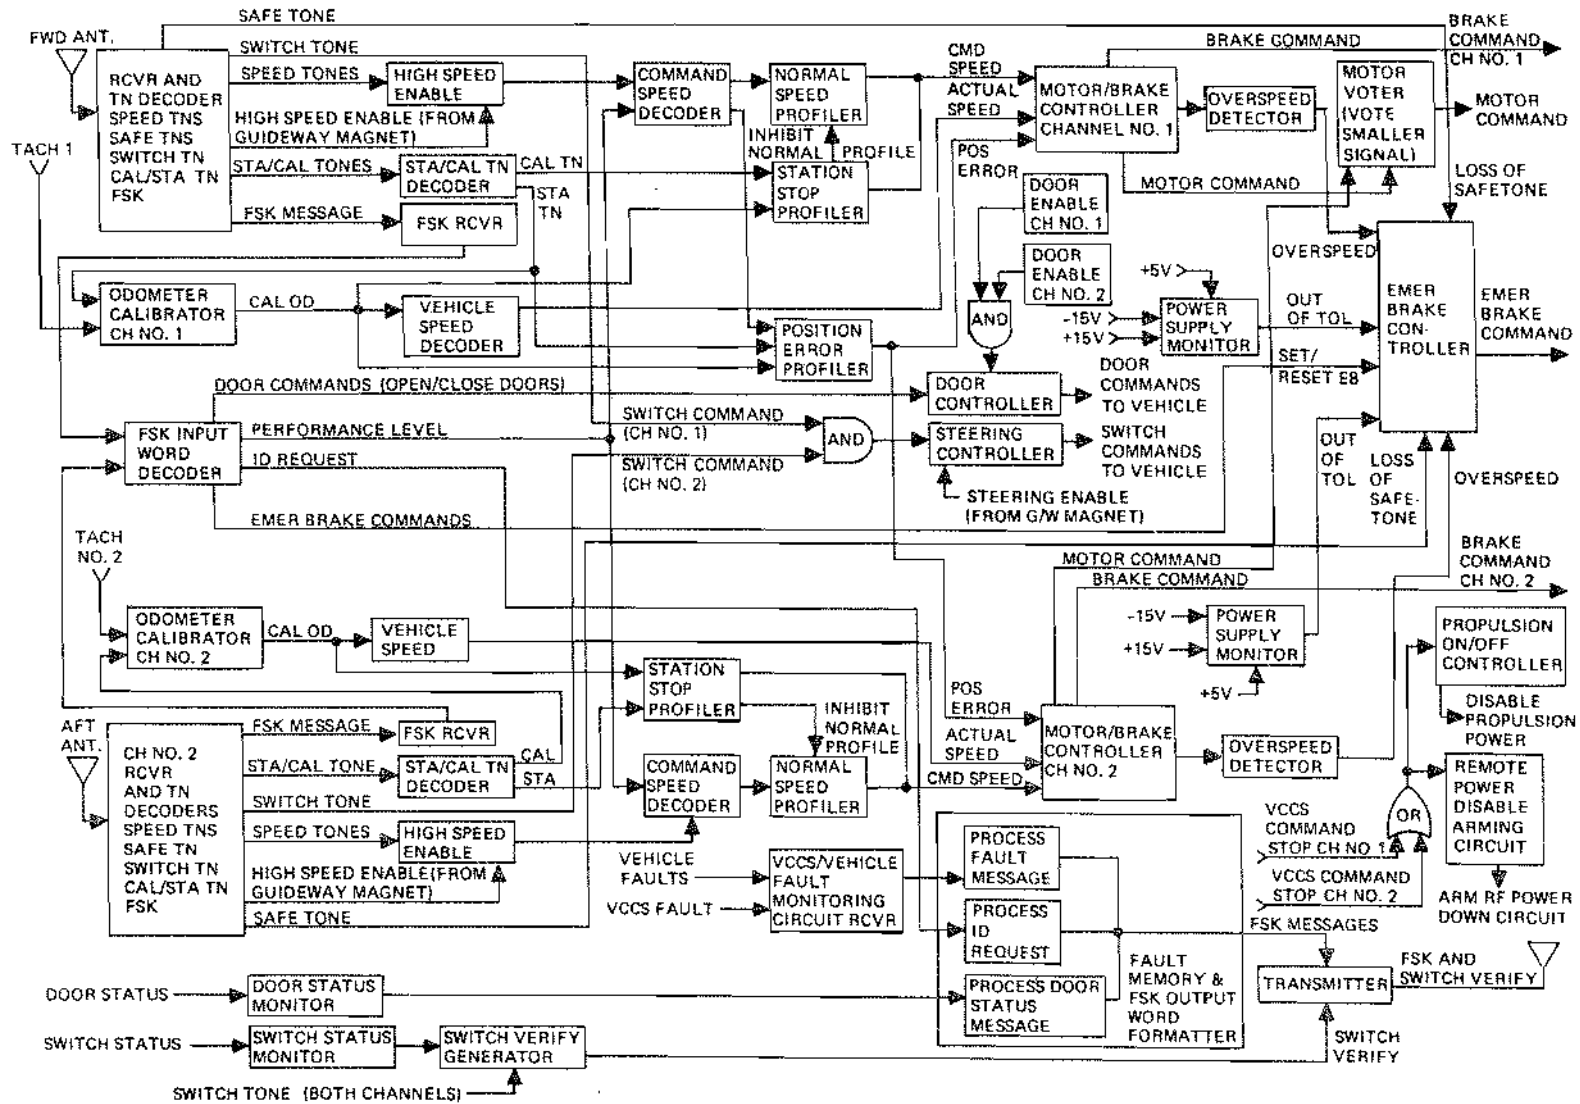 SAFE TONE
FWD ANT.
SWITCH TONE
SPEED TONES
RCVR AND
TN DECODER
SPEED TNS
SAFE TNS
SWITCH TN
CAL/STA TN
FSK
HIGH SPEED
ENABLE
HIGH SPEED ENABLE (FROM
GUIDEWAY MAGNET)
TACH 1
STA/CAL TONES
STA/CAL TN
DECODER
CAL TN
STA
TN
FSK MESSAGE
FSK RCVR
COMMAND
SPEED
DECODER
NORMAL
SPEED
PROFILER
INHIBIT
NORMAL PROFILE
STATION
STOP
PROFILER
CMD
SPEED
ACTUAL
SPEED
POS
ERROR
MOTOR/BRAKE
CONTROLLER
CHANNEL NO. 1
BRAKE COMMAND
BRAKE
COMMAND
CH NO. 1
OVERSPEED
DETECTOR
MOTOR
VOTER
(VOTE
SMALLER
SIGNAL)
MOTOR
COMMAND
MOTOR COMMAND
LOSS OF
SAFETONE
DOOR
ENABLE
CH NO. 1
DOOR
ENABLE
CH NO. 2
AND
OVERSPEED
+5V
-15V
+15V
POWER
SUPPLY
MONITOR
OUT
OF TOL
SET/
RESET EB
EMER
BRAKE
CON-
TROLLER
EMER
BRAKE
COMMAND
ODOMETER
CALIBRATOR
CH NO. 1
CAL OD
VEHICLE
SPEED
DECODER
POSITION
ERROR
PROFILER
DOOR COMMANDS (OPEN/CLOSE DOORS)
DOOR
CONTROLLER
DOOR
COMMANDS
TO VEHICLE
FSK INPUT
WORD
DECODER
PERFORMANCE LEVEL
ID REQUEST
SWITCH COMMAND
(CH NO. 1)
SWITCH COMMAND
(CH NO. 2)
AND
STEERING
CONTROLLER
SWITCH
COMMANDS
TO VEHICLE
STEERING ENABLE
(FROM G/W MAGNET)
OUT
OF
TOL
LOSS
OF
SAFE-
TONE
OVERSPEED
EMER BRAKE COMMANDS
TACH
NO. 2
MOTOR COMMAND
BRAKE COMMAND
BRAKE
COMMAND
CH NO. 2
ODOMETER
CALIBRATOR
CH NO. 2
CAL OD
VEHICLE
SPEED
STATION
STOP
PROFILER
-15V
+15V
+5V
POWER
SUPPLY
MONITOR
PROPULSION
ON/OFF
CONTROLLER
DISABLE
PROPULSION
POWER
AFT
ANT.
CH NO. 2
RCVR
AND TN
DECODERS
SPEED TNS
SAFE TN
SWITCH TN
CAL/STA TN
FSK
FSK MESSAGE
FSK RCVR
STA/CAL TONE
STA/CAL TN
DECODER
CAL
STA
SWITCH TONE
SPEED TONES
HIGH SPEED
ENABLE
HIGH SPEED ENABLE(FROM
GUIDEWAY MAGNET)
SAFE TONE
COMMAND
SPEED
DECODER
INHIBIT
NORMAL
PROFILE
NORMAL
SPEED
PROFILER
POS
ERROR
ACTUAL
SPEED
CMD SPEED
MOTOR/BRAKE
CONTROLLER
CH NO. 2
OVERSPEED
DETECTOR
REMOTE
POWER
DISABLE
ARMING
CIRCUIT
OR
VCCS
COMMAND
STOP CH NO 1
VCCS COMMAND
STOP CH NO. 2
ARM RF POWER
DOWN CIRCUIT
VEHICLE
FAULTS
VCCS FAULT
VCCS/VEHICLE
FAULT
MONITORING
CIRCUIT RCVR
PROCESS
FAULT
MESSAGE
PROCESS
ID
REQUEST
PROCESS DOOR
STATUS
MESSAGE
FAULT
MEMORY &
FSK OUTPUT
WORD
FORMATTER
FSK MESSAGES
FSK AND
SWITCH VERIFY
TRANSMITTER
SWITCH
VERIFY
DOOR STATUS
DOOR STATUS
MONITOR
SWITCH STATUS
SWITCH STATUS
MONITOR
SWITCH VERIFY
GENERATOR
SWITCH TONE (BOTH CHANNELS)